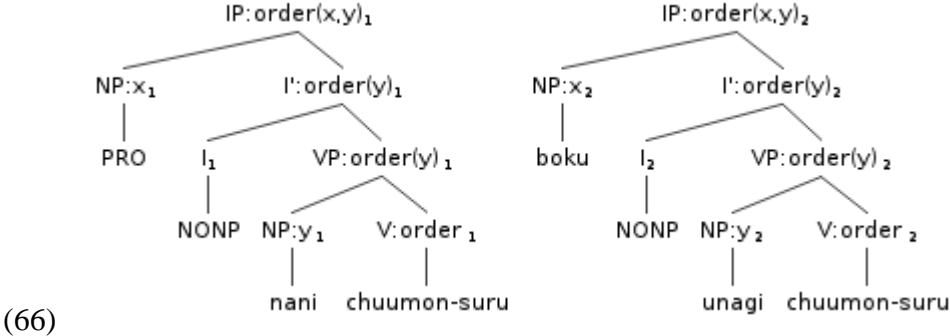 IP:order(x,y)₁ IP:order(x,y)₂
NP:x₁ I':order(y)₁ NP:x₂ I':order(y)₂
PRO I₁ VP:order(y)₁ boku I₂ VP:order(y)₂
NONP NP:y₁ V:order₁ NONP NP:y₂ V:order₂
nani chuumon-suru unagi chuumon-suru
(66)